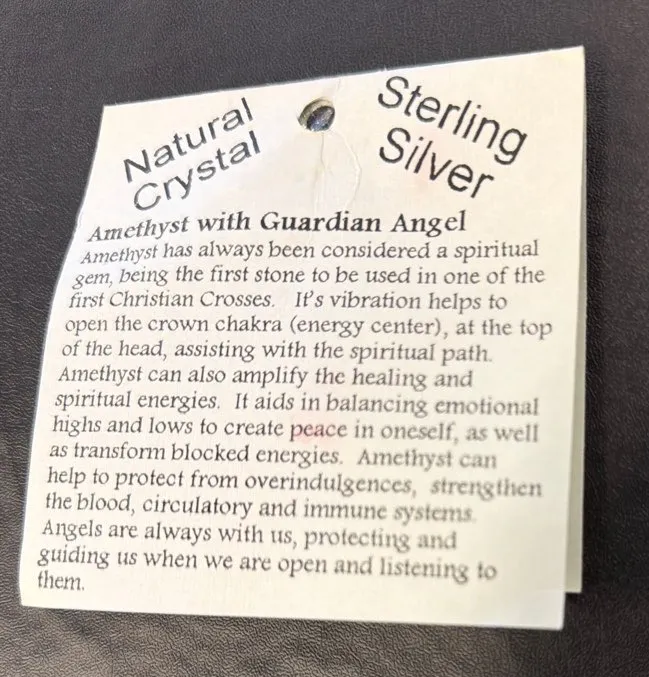 Natural
Crystal
Sterling
Silver
Amethyst with Guardian Angel
Amethyst has always been considered a spiritual
gem, being the first stone to be used in one of the
first Christian Crosses.  It's vibration helps to
open the crown chakra (energy center), at the top
of the head, assisting with the spiritual path.
Amethyst can also amplify the healing and
spiritual energies.  It aids in balancing emotional
highs and lows to create peace in oneself, as well
as transform blocked energies.  Amethyst can
help to protect from overindulgences,  strengthen
the blood, circulatory and immune systems.
Angels are always with us, protecting and
guiding us when we are open and listening to
them.